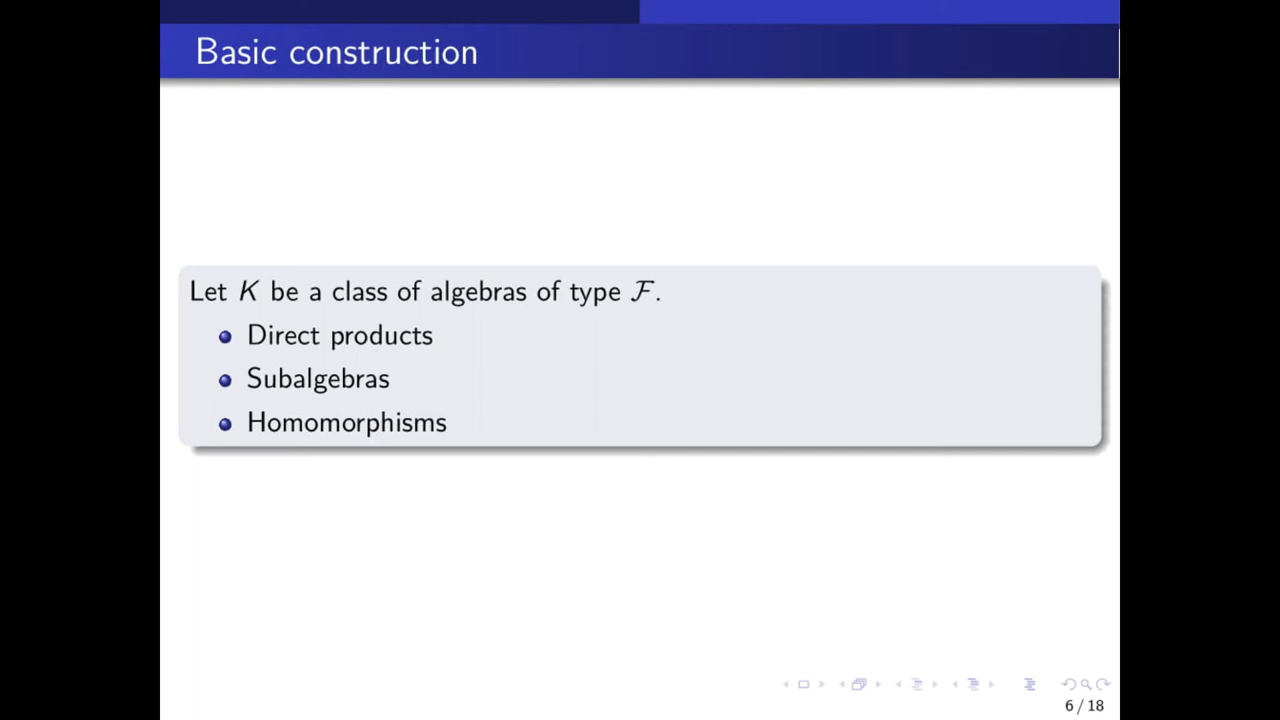 Basic construction
Let K be a class of algebras of type ℱ.
Direct products
Subalgebras
Homomorphisms
6 / 18